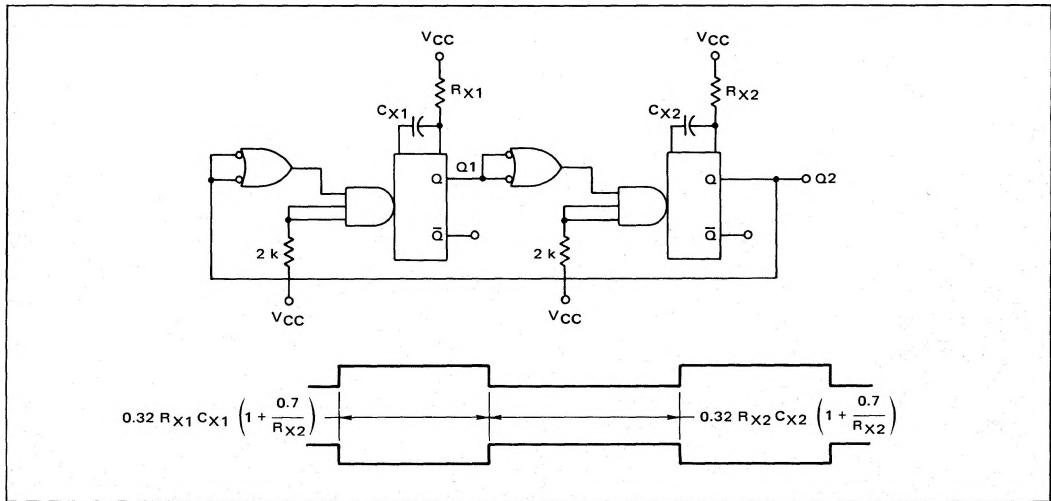 VCC
VCC
RX1
RX2
CX1
CX2
Q1
Q
Q
Q2
Q̅
Q̅
2 k
2 k
VCC
VCC
0.32 RX1 CX1 (1 + 0.7/RX2)
0.32 RX2 CX2 (1 + 0.7/RX2)